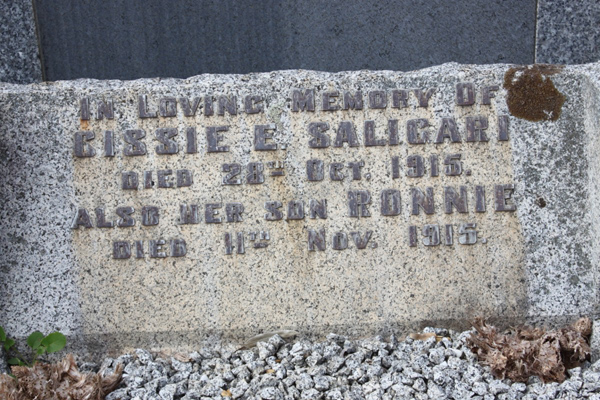 IN LOVING MEMORY OF
CISSIE E. SALIGARI
DIED 28TH OCT. 1915.
ALSO HER SON RONNIE
DIED 11TH NOV. 1915.